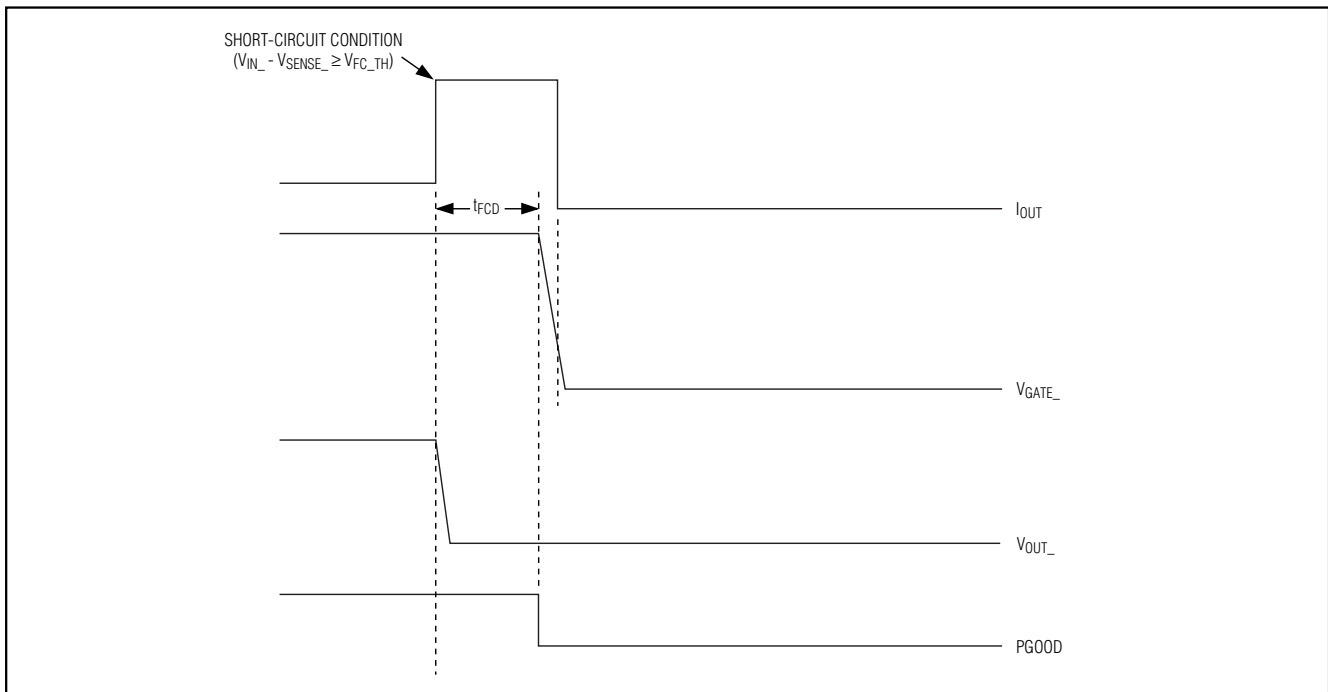 SHORT-CIRCUIT CONDITION
(VIN_ - VSENSE_ ≥ VFC_TH)
tFCD
IOUT
VGATE_
VOUT_
PGOOD